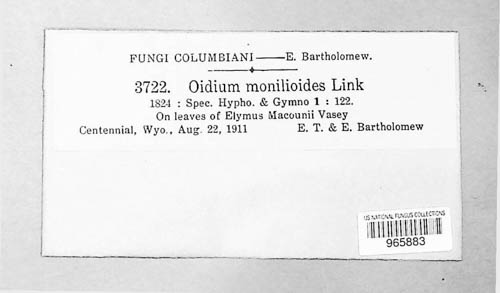 FUNGI COLUMBIANI—E. Bartholomew.
3722. Oidium monilioides Link
1824 : Spec. Hypho. & Gymno 1 : 122.
On leaves of Elymus Macounii Vasey
Centennial, Wyo., Aug. 22, 1911 E. T. & E. Bartholomew
US NATIONAL FUNGUS COLLECTIONS
965883